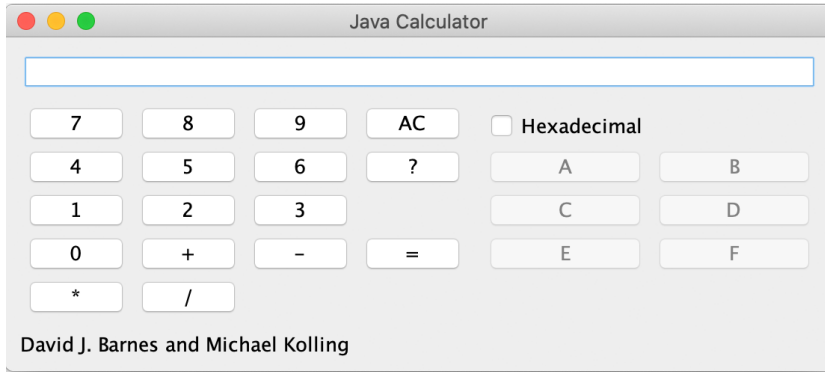 Java Calculator
7 8 9 AC Hexadecimal
4 5 6 ? A B
1 2 3 C D
0 + - = E F
* /
David J. Barnes and Michael Kolling